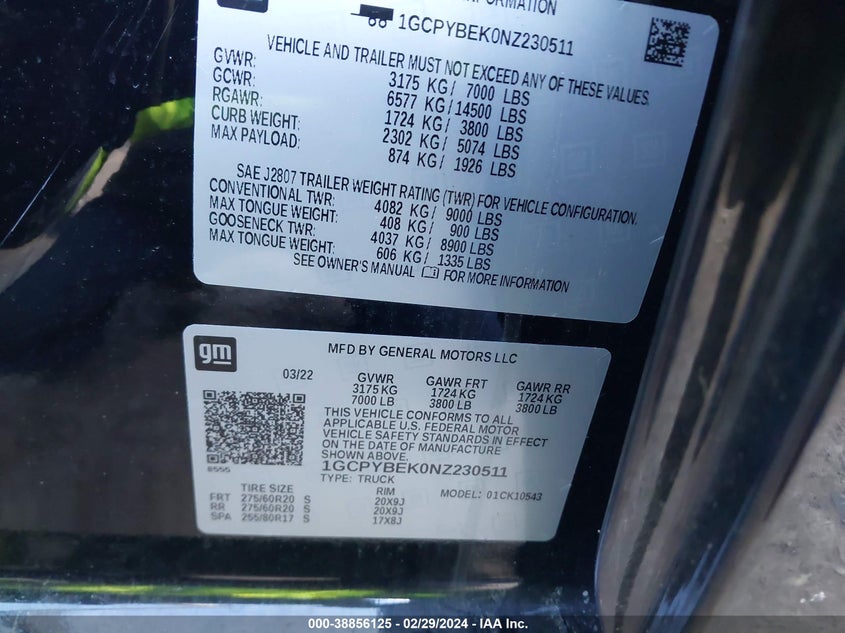 INFORMATION
1GCPYBEK0NZ230511
VEHICLE AND TRAILER MUST NOT EXCEED ANY OF THESE VALUES.
GVWR: 3175 KG/ 7000 LBS
GCWR: 6577 KG/14500 LBS
RGAWR: 1724 KG/ 3800 LBS
CURB WEIGHT: 2302 KG/ 5074 LBS
MAX PAYLOAD: 874 KG/ 1926 LBS
SAE J2807 TRAILER WEIGHT RATING (TWR) FOR VEHICLE CONFIGURATION.
CONVENTIONAL TWR: 4082 KG/ 9000 LBS
MAX TONGUE WEIGHT: 408 KG/ 900 LBS
GOOSENECK TWR: 4037 KG/ 8900 LBS
MAX TONGUE WEIGHT: 606 KG/ 1335 LBS
SEE OWNER'S MANUAL FOR MORE INFORMATION
gm
MFD BY GENERAL MOTORS LLC
03/22 GVWR GAWR FRT GAWR RR
3175 KG 1724 KG 1724 KG
7000 LB 3800 LB 3800 LB
THIS VEHICLE CONFORMS TO ALL
APPLICABLE U.S. FEDERAL MOTOR
VEHICLE SAFETY STANDARDS IN EFFECT
ON THE DATE OF MANUFACTURE
SHOWN ABOVE.
8555
1GCPYBEK0NZ230511
TYPE: TRUCK MODEL: 01CK10543
TIRE SIZE RIM
FRT 275/60R20 S 20X9J
RR 275/60R20 S 20X9J
SPA 255/80R17 S 17X8J
000-38856125 - 02/29/2024 - IAA Inc.